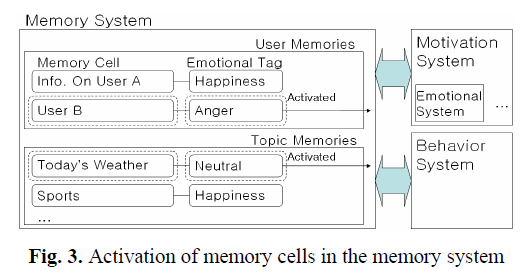 Memory System
User Memories
Memory Cell Emotional Tag
Info. On User A Happiness
User B Anger
Activated
Topic Memories
Today's Weather Neutral
Activated
Sports Happiness
...
Motivation
System
Emotional
System
...
Behavior
System
Fig. 3. Activation of memory cells in the memory system